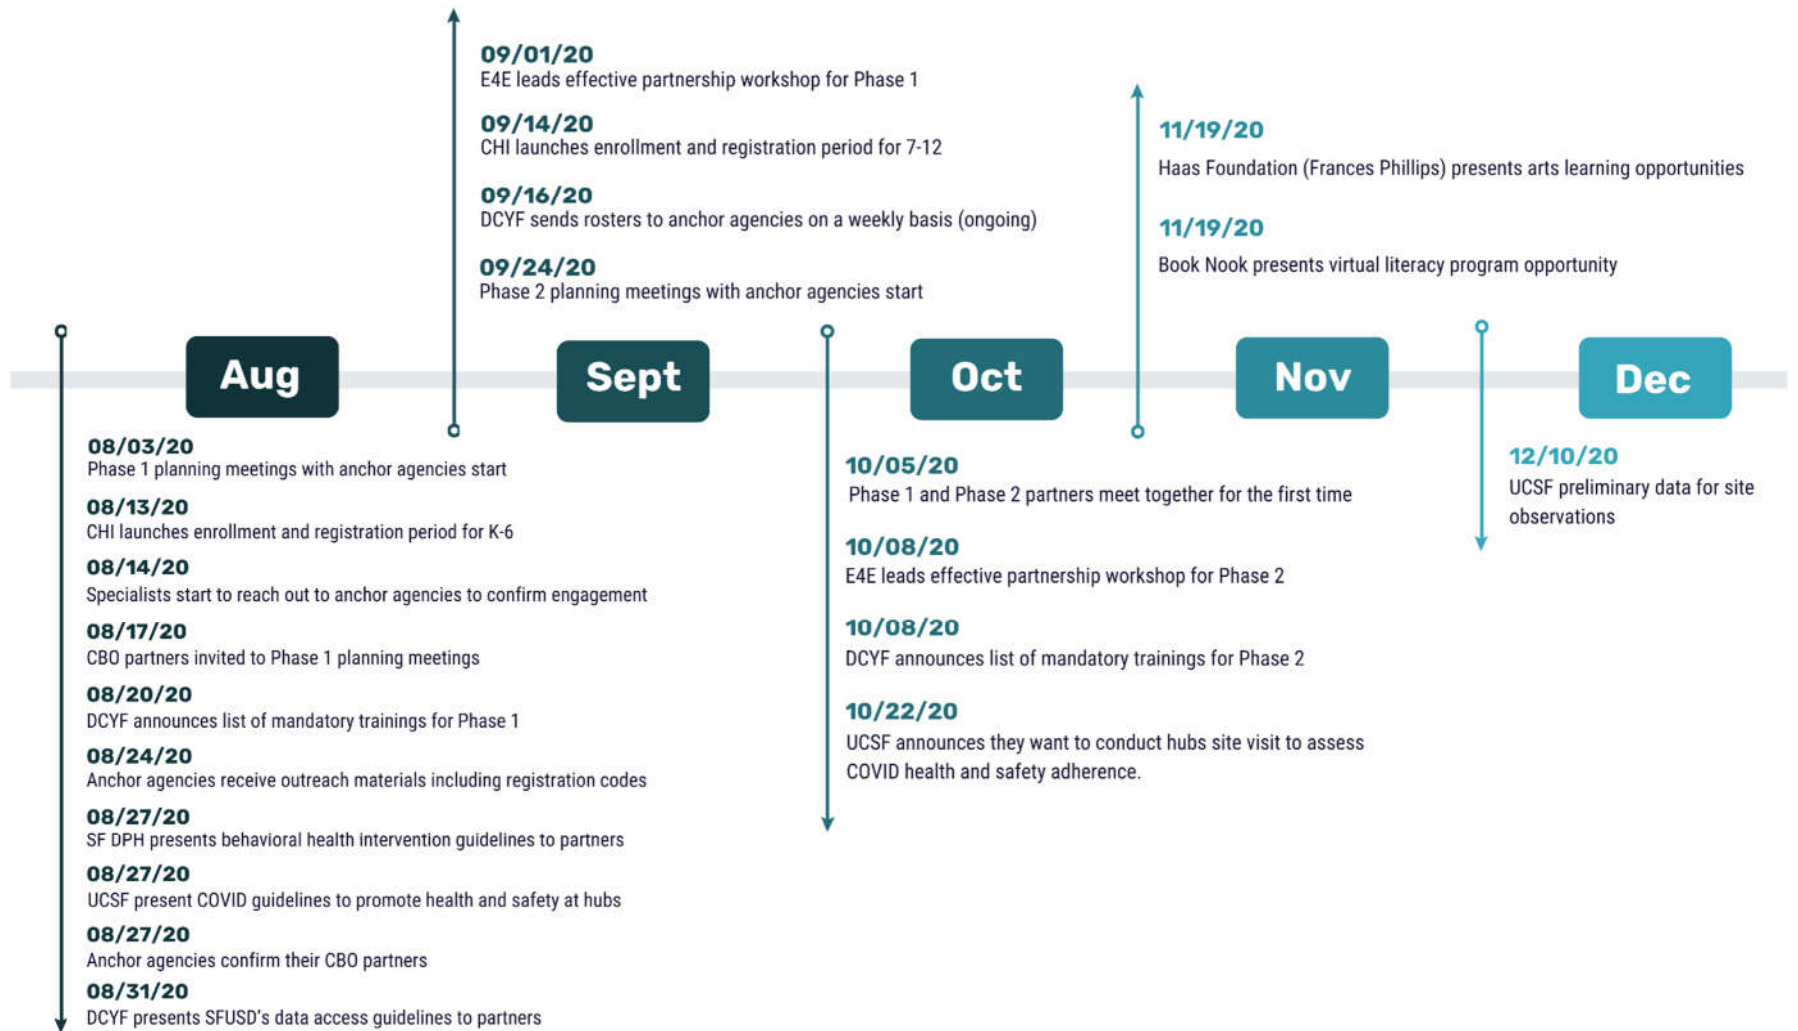 09/01/20
E4E leads effective partnership workshop for Phase 1
09/14/20
CHI launches enrollment and registration period for 7-12
09/16/20
DCYF sends rosters to anchor agencies on a weekly basis (ongoing)
09/24/20
Phase 2 planning meetings with anchor agencies start
11/19/20
Haas Foundation (Frances Phillips) presents arts learning opportunities
11/19/20
Book Nook presents virtual literacy program opportunity
Aug
Sept
Oct
Nov
Dec
08/03/20
Phase 1 planning meetings with anchor agencies start
08/13/20
CHI launches enrollment and registration period for K-6
08/14/20
Specialists start to reach out to anchor agencies to confirm engagement
08/17/20
CBO partners invited to Phase 1 planning meetings
08/20/20
DCYF announces list of mandatory trainings for Phase 1
08/24/20
Anchor agencies receive outreach materials including registration codes
08/27/20
SF DPH presents behavioral health intervention guidelines to partners
08/27/20
UCSF present COVID guidelines to promote health and safety at hubs
08/27/20
Anchor agencies confirm their CBO partners
08/31/20
DCYF presents SFUSD's data access guidelines to partners
10/05/20
Phase 1 and Phase 2 partners meet together for the first time
10/08/20
E4E leads effective partnership workshop for Phase 2
10/08/20
DCYF announces list of mandatory trainings for Phase 2
10/22/20
UCSF announces they want to conduct hubs site visit to assess
COVID health and safety adherence.
12/10/20
UCSF preliminary data for site
observations